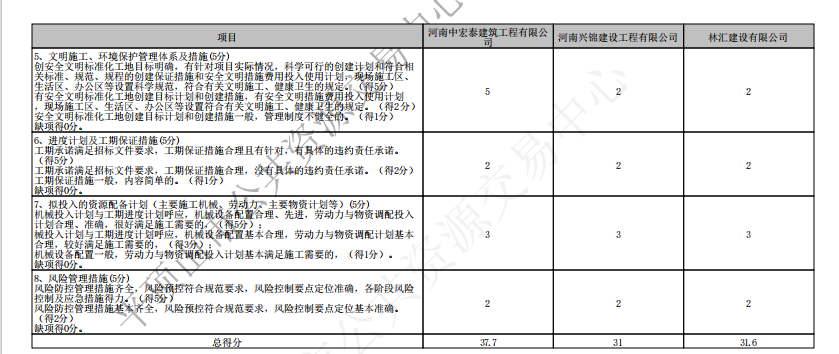 项目 河南中宏泰建筑工程有限公司 河南兴锦建设工程有限公司 林汇建设有限公司
5、文明施工、环境保护管理体系及措施(5分)
创安全文明标准化工地目标明确，有针对项目实际情况，科学可行的创建计划和符合相
关标准、规范、规程的创建保证措施和安全文明措施费用投入使用计划，现场施工区、
生活区、办公区等设置科学规范，符合有关文明施工、健康卫生的规定。（得5分）
有安全文明标准化工地创建目标计划和创建措施，有安全文明措施费用投入使用计划
，现场施工区、生活区、办公区等设置符合有关文明施工、健康卫生的规定。（得2分）
安全文明标准化工地创建目标计划和创建措施一般，管理制度不健全的。（得1分）
缺项得0分。
5 2 2
6、进度计划及工期保证措施(5分)
工期承诺满足招标文件要求，工期保证措施合理且有针对，有具体的违约责任承诺。
（得5分）
工期承诺满足招标文件要求，工期保证措施合理，没有具体的违约责任承诺。（得2分）
工期保证措施一般，内容简单的。（得1分）
缺项得0分。
2 2 2
7、拟投入的资源配备计划（主要施工机械、劳动力、主要物资计划等）(5分)
机械投入计划与工期进度计划呼应，机械设备配置合理、先进，劳动力与物资调配投入
计划合理、准确，很好满足施工需要的，（得5分）；
械投入计划与工期进度计划呼应，机械设备配置基本合理，劳动力与物资调配计划基本
合理，较好满足施工需要的，（得3分）；
机械设备配置一般，劳动力与物资调配投入计划基本满足施工需要的，（得1分）。
缺项得0分。
3 3 3
8、风险管理措施(5分)
风险防控管理措施齐全，风险预控符合规范要求，风险控制要点定位准确，各阶段风险
控制及应急措施得力。（得5分）
风险防控管理措施基本齐全，风险预控符合规范要求，风险控制要点定位基本准确。
（得2分）
缺项得0分。
2 2 2
总得分 37.7 31 31.6